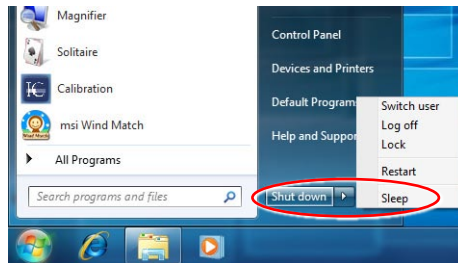 Magnifier
Solitaire
Calibration
msi Wind Match
All Programs
Search programs and files
Control Panel
Devices and Printers
Default Program
Help and Suppor
Shut down
Switch user
Log off
Lock
Restart
Sleep